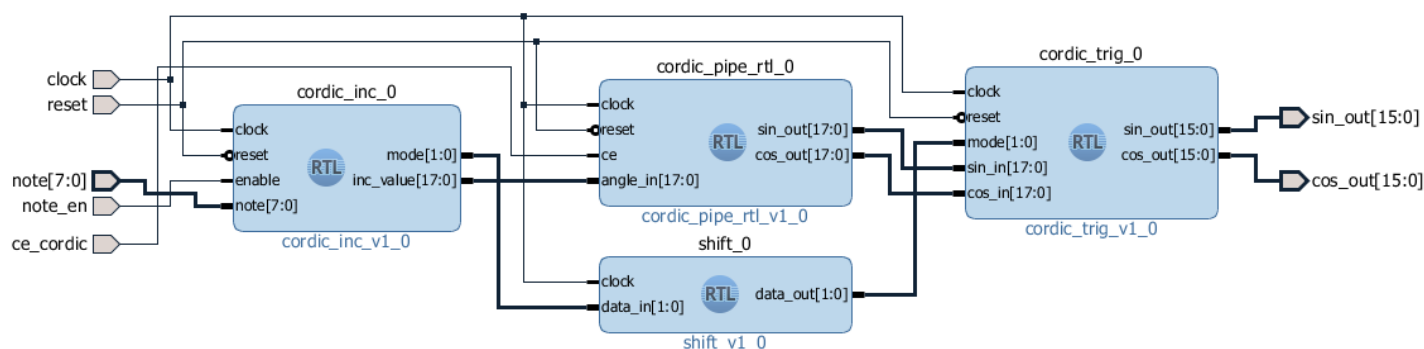 clock
reset
note[7:0]
note_en
ce_cordic
cordic_inc_0
clock
reset
enable
note[7:0]
RTL
mode[1:0]
inc_value[17:0]
cordic_inc_v1_0
cordic_pipe_rtl_0
clock
reset
ce
angle_in[17:0]
RTL
sin_out[17:0]
cos_out[17:0]
cordic_pipe_rtl_v1_0
shift_0
clock
data_in[1:0]
RTL
data_out[1:0]
shift_v1_0
cordic_trig_0
clock
reset
mode[1:0]
sin_in[17:0]
cos_in[17:0]
RTL
sin_out[15:0]
cos_out[15:0]
cordic_trig_v1_0
sin_out[15:0]
cos_out[15:0]